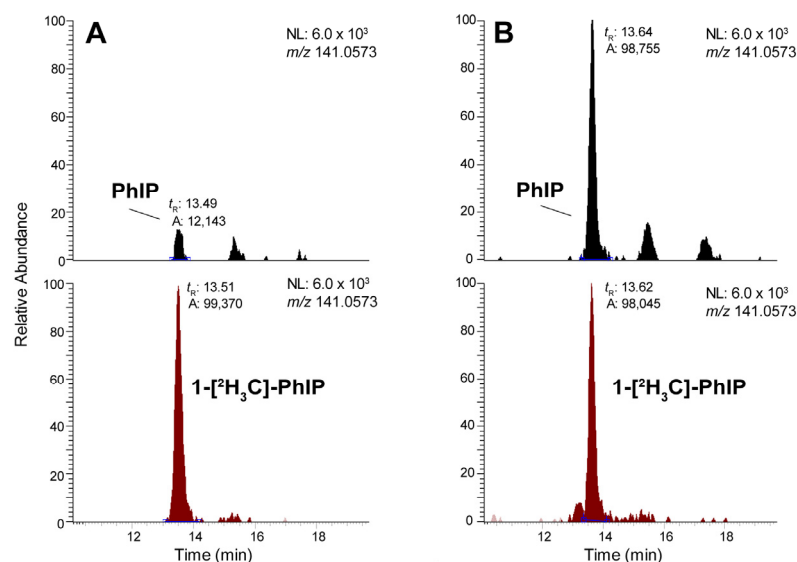 A
NL: 6.0 x 10³
m/z 141.0573
PhIP
tR: 13.49
A: 12,143
100
80
60
40
20
0
B
tR: 13.64
A: 98,755
NL: 6.0 x 10³
m/z 141.0573
PhIP
100
80
60
40
20
0
Relative Abundance
tR: 13.51
A: 99,370
NL: 6.0 x 10³
m/z 141.0573
1-[²H₃C]-PhIP
100
80
60
40
20
0
12 14 16 18
Time (min)
tR: 13.62
A: 98,045
NL: 6.0 x 10³
m/z 141.0573
1-[²H₃C]-PhIP
100
80
60
40
20
0
12 14 16 18
Time (min)